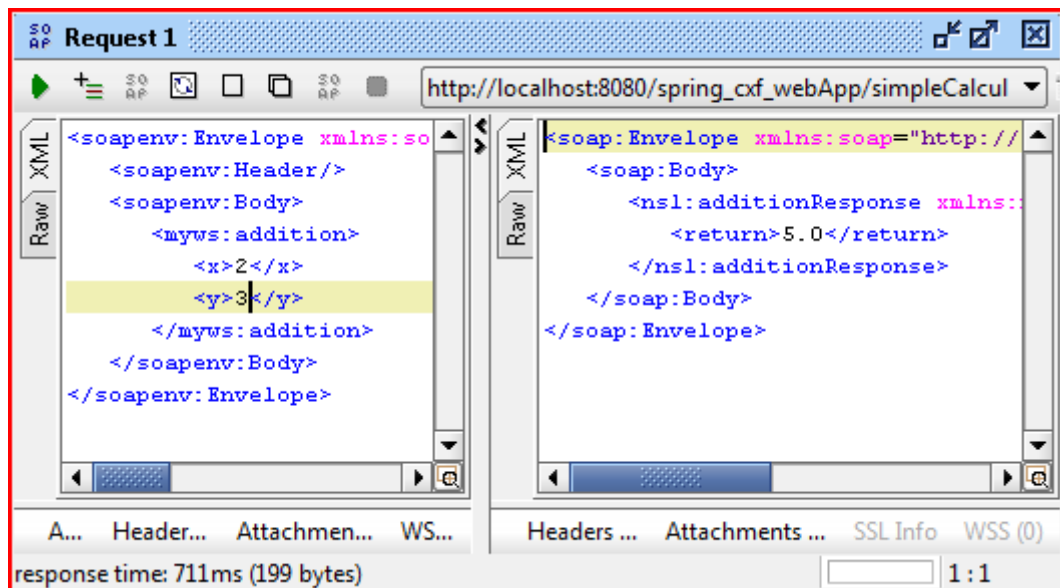 SOAP Request 1
SOAP SOAP http://localhost:8080/spring_cxf_webApp/simpleCalcul
XML
Raw
<soapenv:Envelope xmlns:so
<soapenv:Header/>
<soapenv:Body>
<myws:addition>
<x>2</x>
<y>3</y>
</myws:addition>
</soapenv:Body>
</soapenv:Envelope>
XML
Raw
<soap:Envelope xmlns:soap="http://
<soap:Body>
<ns1:additionResponse xmlns:
<return>5.0</return>
</ns1:additionResponse>
</soap:Body>
</soap:Envelope>
A... Header... Attachmen... WS...
Headers ... Attachments ... SSL Info WSS (0)
response time: 711ms (199 bytes)
1 : 1